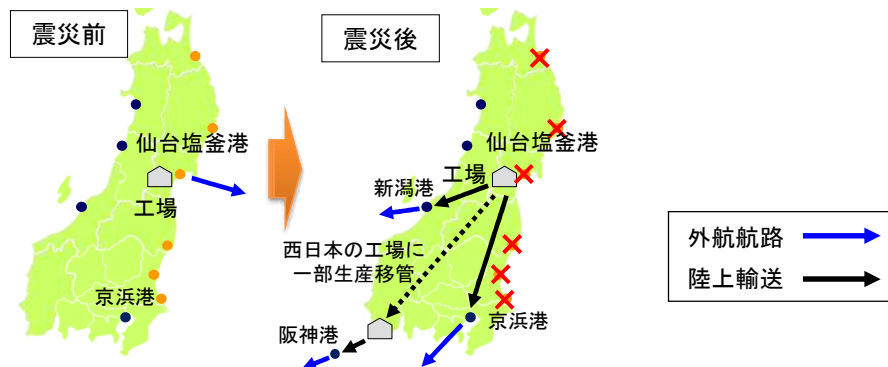 震災前
仙台塩釜港
工場
京浜港
震災後
仙台塩釜港
工場
新潟港
西日本の工場に
一部生産移管
阪神港
京浜港
外航航路
陸上輸送